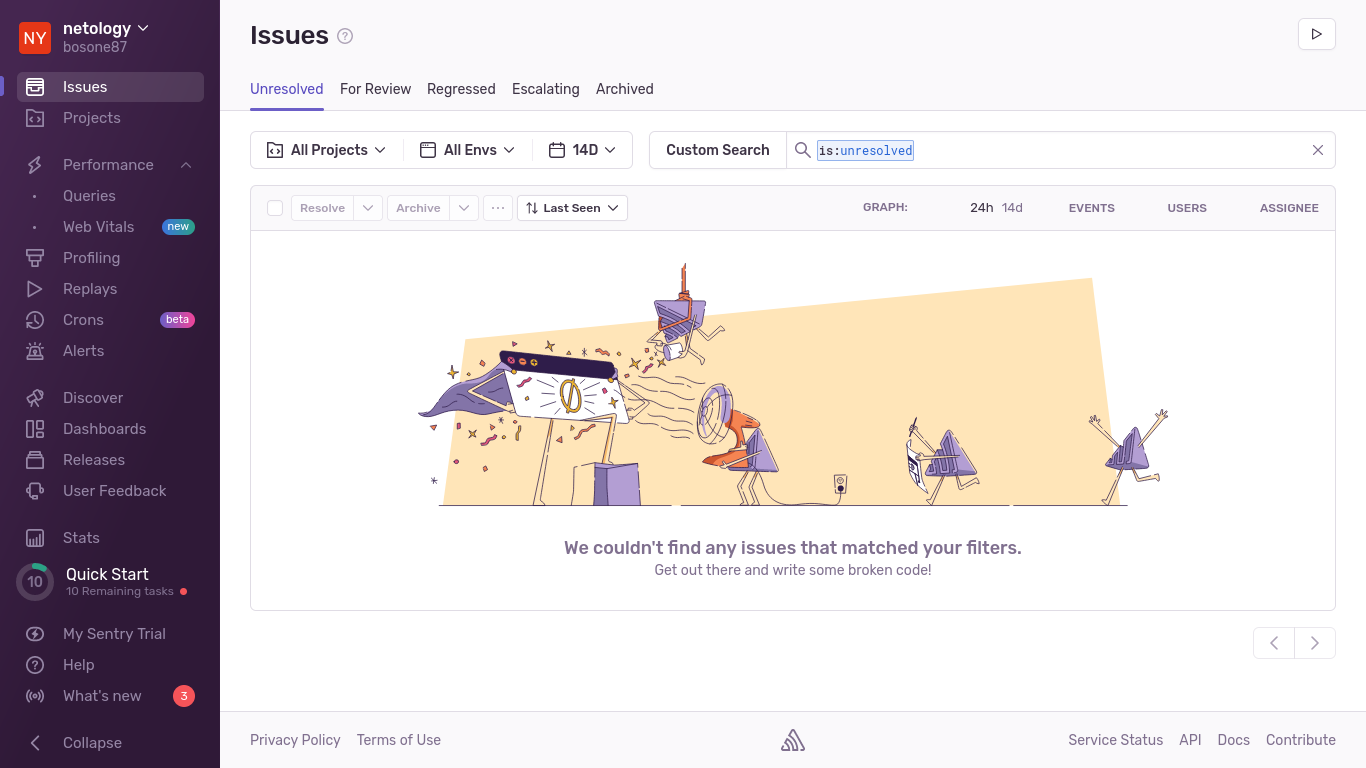 NY
netology
bosone87
Issues
Projects
Performance
Queries
Web Vitals new
Profiling
Replays
Crons beta
Alerts
Discover
Dashboards
Releases
User Feedback
Stats
10
Quick Start
10 Remaining tasks
My Sentry Trial
Help
What's new 3
Collapse
Issues ?
Unresolved For Review Regressed Escalating Archived
All Projects All Envs 14D Custom Search is:unresolved
Resolve Archive ... Last Seen GRAPH: 24h 14d EVENTS USERS ASSIGNEE
We couldn't find any issues that matched your filters.
Get out there and write some broken code!
Privacy Policy Terms of Use Service Status API Docs Contribute